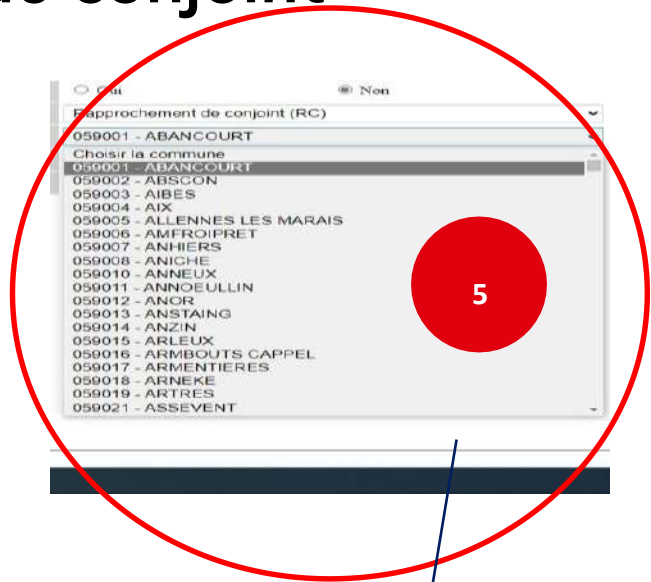 conjoint
Oui Non
Rapprochement de conjoint (RC)
059001 - ABANCOURT
Choisir la commune
059001 - ABANCOURT
059002 - ABSCON
059003 - AIBES
059004 - AIX
059005 - ALLENNES LES MARAIS
059006 - AMFROIPRET
059007 - ANHIERS
059008 - ANICHE
059010 - ANNEUX
059011 - ANNOEULLIN
059012 - ANOR
059013 - ANSTAING
059014 - ANZIN
059015 - ARLEUX
059016 - ARMBOUTS CAPPEL
059017 - ARMENTIERES
059018 - ARNEKE
059019 - ARTRES
059021 - ASSEVENT
5